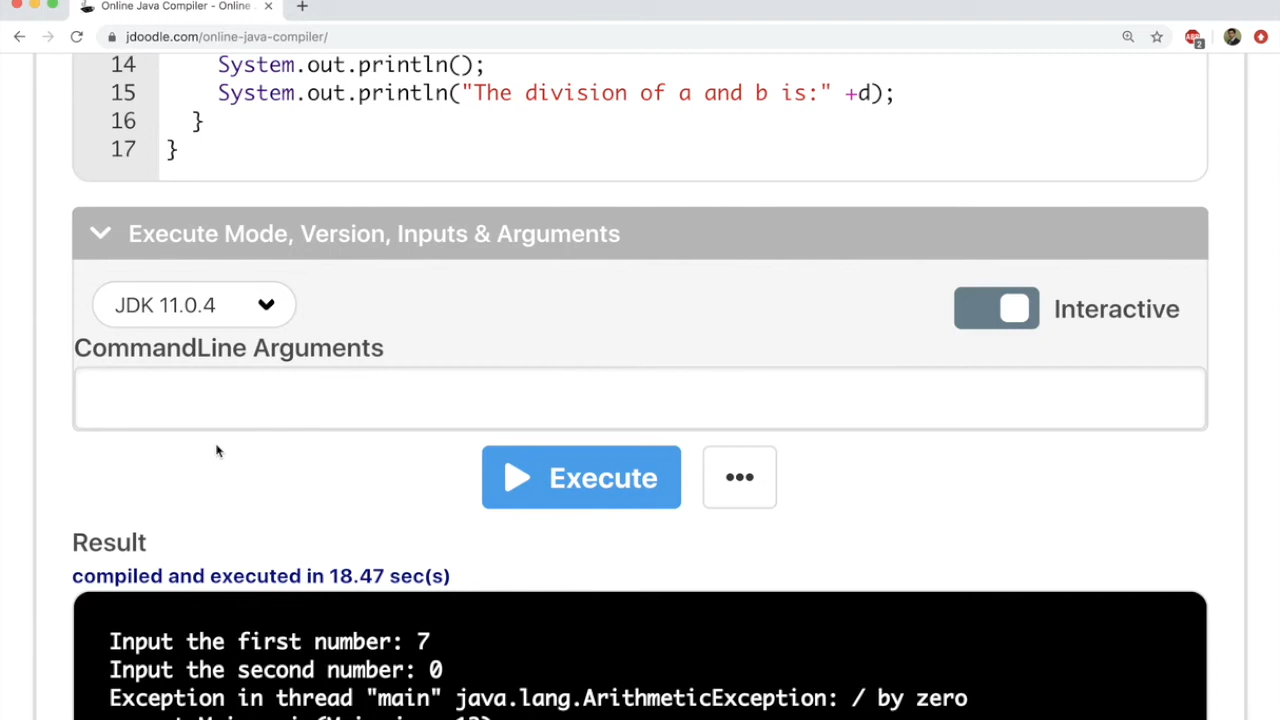 Online Java Compiler - Online
jdoodle.com/online-java-compiler/
2
14 System.out.println();
15 System.out.println("The division of a and b is:" +d);
16 }
17 }
Execute Mode, Version, Inputs & Arguments
JDK 11.0.4
Interactive
CommandLine Arguments
Execute
Result
compiled and executed in 18.47 sec(s)
Input the first number: 7
Input the second number: 0
Exception in thread "main" java.lang.ArithmeticException: / by zero